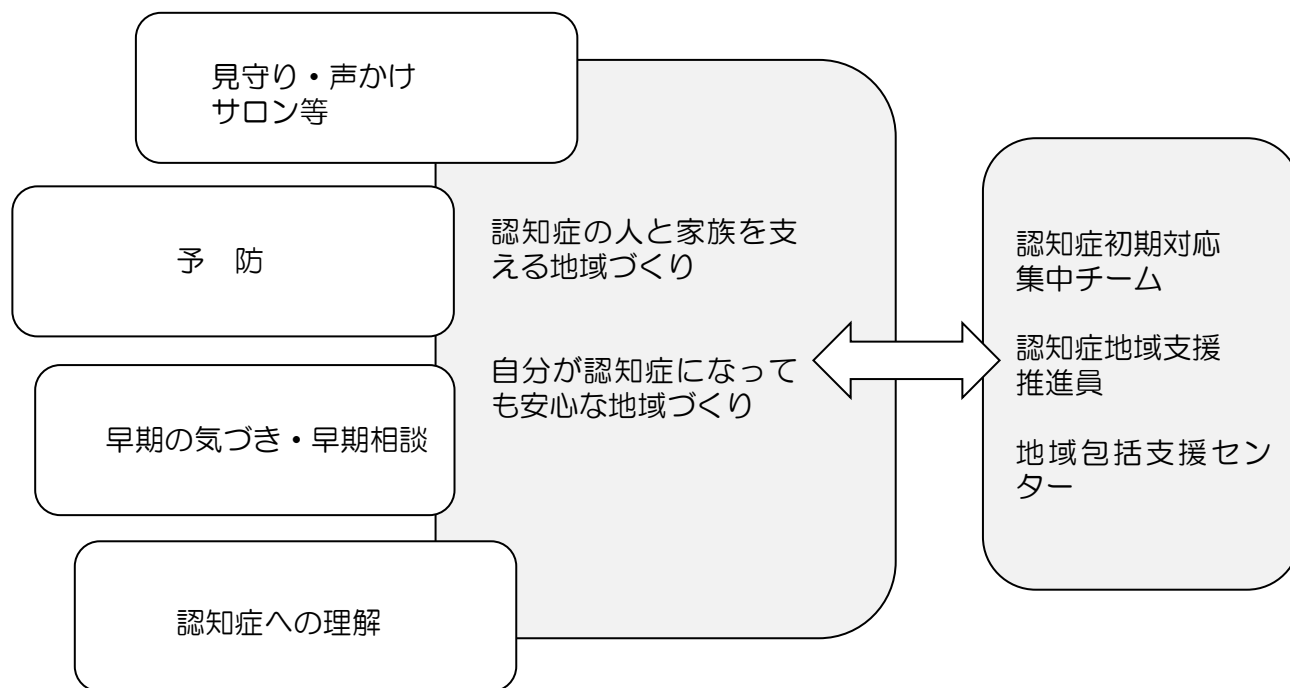 見守り・声かけ
サロン等
予　防
早期の気づき・早期相談
認知症への理解
認知症の人と家族を支
える地域づくり
自分が認知症になって
も安心な地域づくり
認知症初期対応
集中チーム
認知症地域支援
推進員
地域包括支援セン
ター